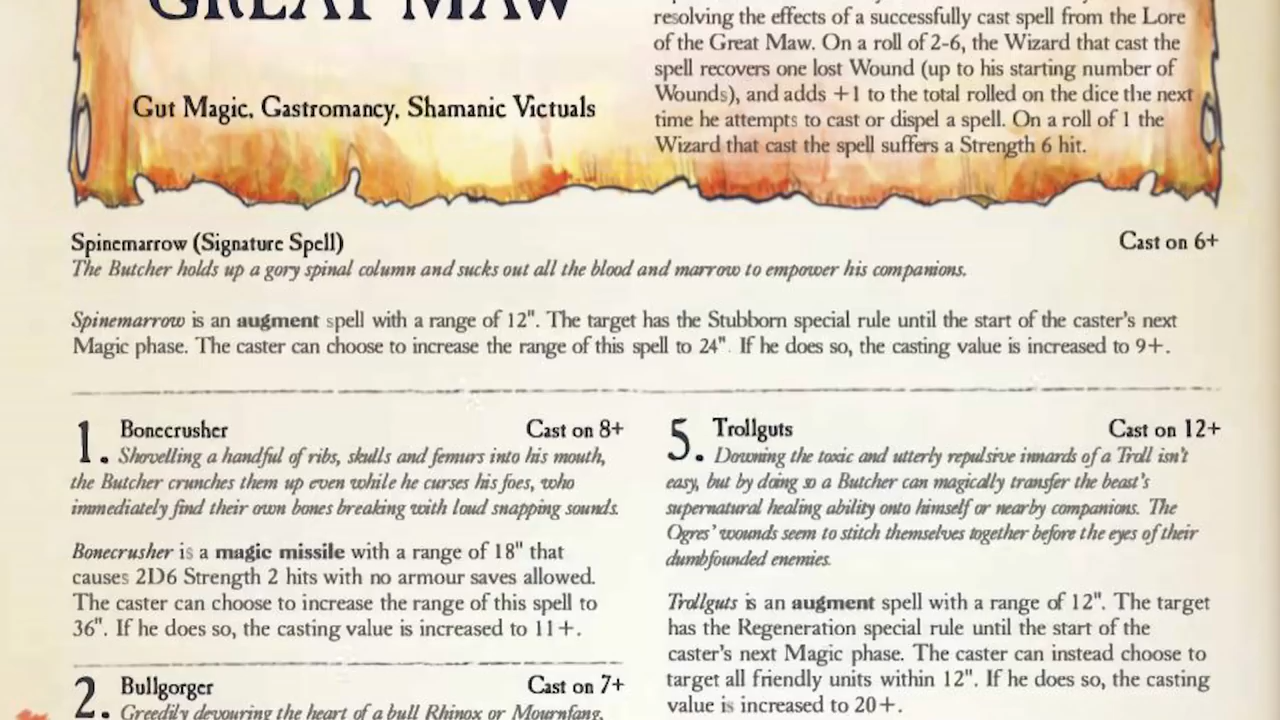 GREAT MAW
Gut Magic, Gastromancy, Shamanic Victuals
resolving the effects of a successfully cast spell from the Lore
of the Great Maw. On a roll of 2-6, the Wizard that cast the
spell recovers one lost Wound (up to his starting number of
Wounds), and adds +1 to the total rolled on the dice the next
time he attempts to cast or dispel a spell. On a roll of 1 the
Wizard that cast the spell suffers a Strength 6 hit.
Spinemarrow (Signature Spell) Cast on 6+
The Butcher holds up a gory spinal column and sucks out all the blood and marrow to empower his companions.
Spinemarrow is an augment spell with a range of 12". The target has the Stubborn special rule until the start of the caster's next
Magic phase. The caster can choose to increase the range of this spell to 24". If he does so, the casting value is increased to 9+.
1. Bonecrusher Cast on 8+
Shovelling a handful of ribs, skulls and femurs into his mouth,
the Butcher crunches them up even while he curses his foes, who
immediately find their own bones breaking with loud snapping sounds.
Bonecrusher is a magic missile with a range of 18" that
causes 2D6 Strength 2 hits with no armour saves allowed.
The caster can choose to increase the range of this spell to
36". If he does so, the casting value is increased to 11+.
2. Bullgorger Cast on 7+
Greedily devouring the heart of a bull Rhinox or Mournfang,
5. Trollguts Cast on 12+
Downing the toxic and utterly repulsive innards of a Troll isn't
easy, but by doing so a Butcher can magically transfer the beast's
supernatural healing ability onto himself or nearby companions. The
Ogres' wounds seem to stitch themselves together before the eyes of their
dumbfounded enemies.
Trollguts is an augment spell with a range of 12". The target
has the Regeneration special rule until the start of the
caster's next Magic phase. The caster can instead choose to
target all friendly units within 12". If he does so, the casting
value is increased to 20+.